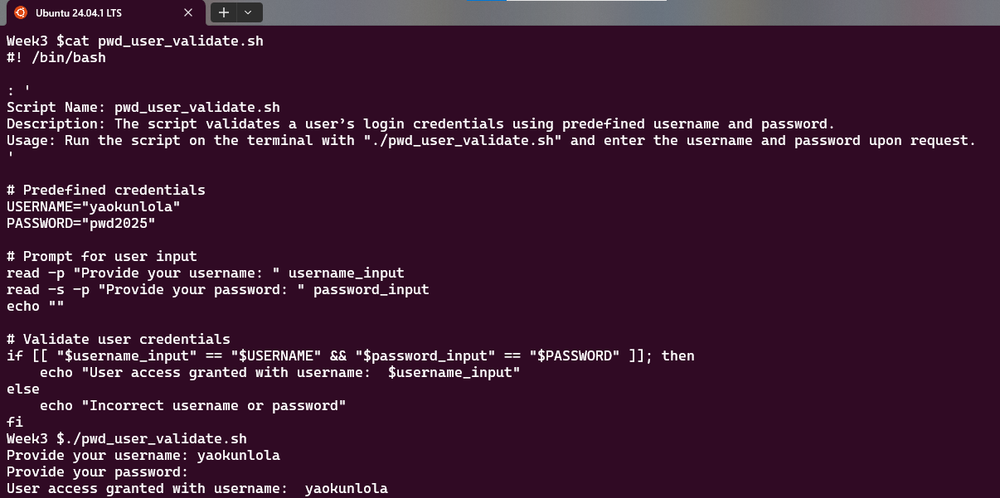 Ubuntu 24.04.1 LTS
Week3 $cat pwd_user_validate.sh
#! /bin/bash
: '
Script Name: pwd_user_validate.sh
Description: The script validates a user’s login credentials using predefined username and password.
Usage: Run the script on the terminal with "./pwd_user_validate.sh" and enter the username and password upon request.
'
# Predefined credentials
USERNAME="yaokunlola"
PASSWORD="pwd2025"
# Prompt for user input
read -p "Provide your username: " username_input
read -s -p "Provide your password: " password_input
echo ""
# Validate user credentials
if [[ "$username_input" == "$USERNAME" && "$password_input" == "$PASSWORD" ]]; then
    echo "User access granted with username:  $username_input"
else
    echo "Incorrect username or password"
fi
Week3 $./pwd_user_validate.sh
Provide your username: yaokunlola
Provide your password:
User access granted with username:  yaokunlola